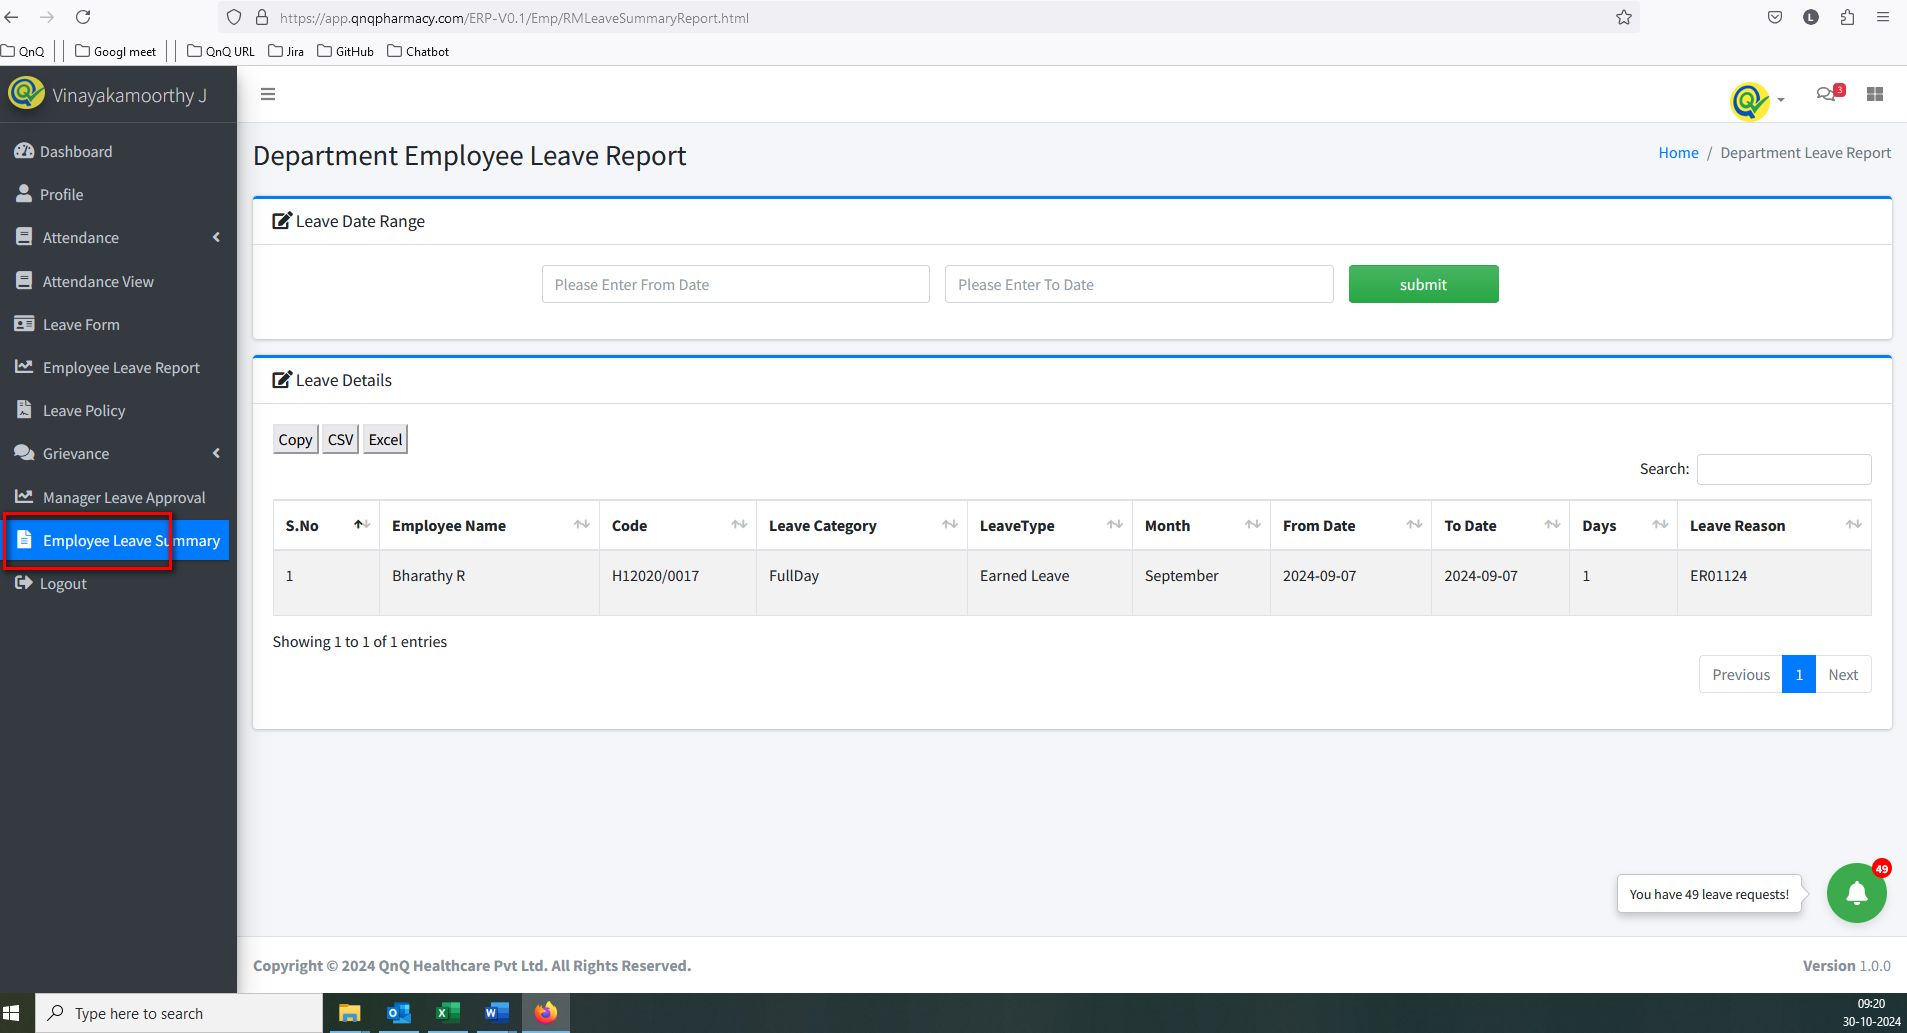 https://app.qnqpharmacy.com/ERP-V0.1/Emp/RMLeaveSummaryReport.html
L
QnQ
Googl meet
QnQ URL
Jira
GitHub
Chatbot
Vinayakamoorthy J
3
Dashboard
Profile
Attendance
Attendance View
Leave Form
Employee Leave Report
Leave Policy
Grievance
Manager Leave Approval
Employee Leave Summary
Logout
Department Employee Leave Report
Home / Department Leave Report
Leave Date Range
Please Enter From Date
Please Enter To Date
submit
Leave Details
Copy CSV Excel
Search:
S.No Employee Name Code Leave Category LeaveType Month From Date To Date Days Leave Reason
1 Bharathy R H12020/0017 FullDay Earned Leave September 2024-09-07 2024-09-07 1 ER01124
Showing 1 to 1 of 1 entries
Previous 1 Next
49
You have 49 leave requests!
Copyright © 2024 QnQ Healthcare Pvt Ltd. All Rights Reserved.
Version 1.0.0
Type here to search
09:20
30-10-2024